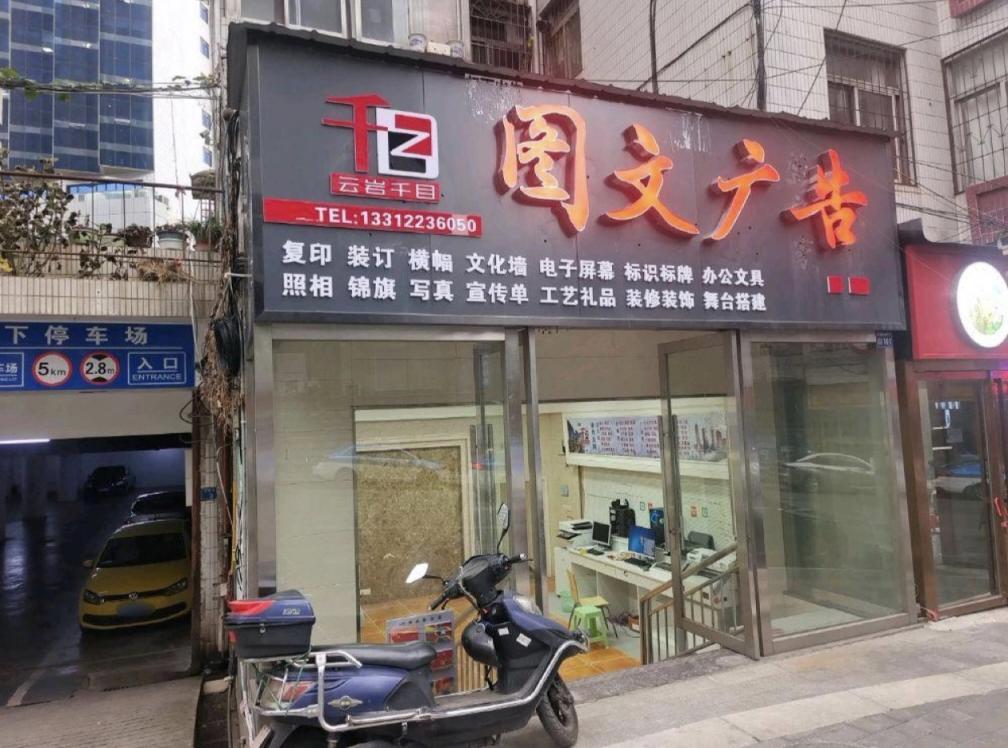 图文广告
云岩千目
TEL:13312236050
复印 装订 横幅 文化墙 电子屏幕 标识标牌 办公文具
照相 锦旗 写真 宣传单 工艺礼品 装修装饰 舞台搭建
下停车场
车场
5km
2.8m
入口
ENTRANCE